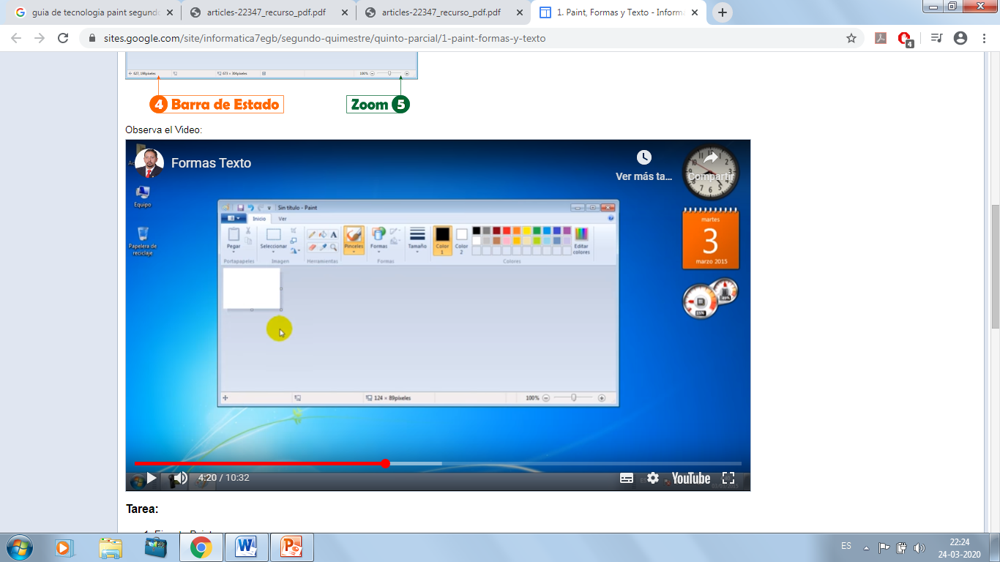 guia de tecnologia paint segund
articles-22347_recurso_pdf.pdf
articles-22347_recurso_pdf.pdf
1. Paint, Formas y Texto - Inform
sites.google.com/site/informatica7egb/segundo-quimestre/quinto-parcial/1-paint-formas-y-texto
4
627, 198píxeles
673 × 304píxeles
100%
4 Barra de Estado
Zoom 5
Observa el Video:
Formas Texto
Ver más ta...
Compartir
Equipo
Papelera de
reciclaje
Sin título - Paint
Inicio
Ver
Pegar
Seleccionar
Pinceles
Formas
Tamaño
Color
1
Color
2
Editar
colores
Portapapeles
Imagen
Herramientas
Formas
Colores
martes
3
marzo 2015
124 × 89píxeles
100%
4:20 / 10:32
YouTube
Tarea:
ES
22:24
24-03-2020